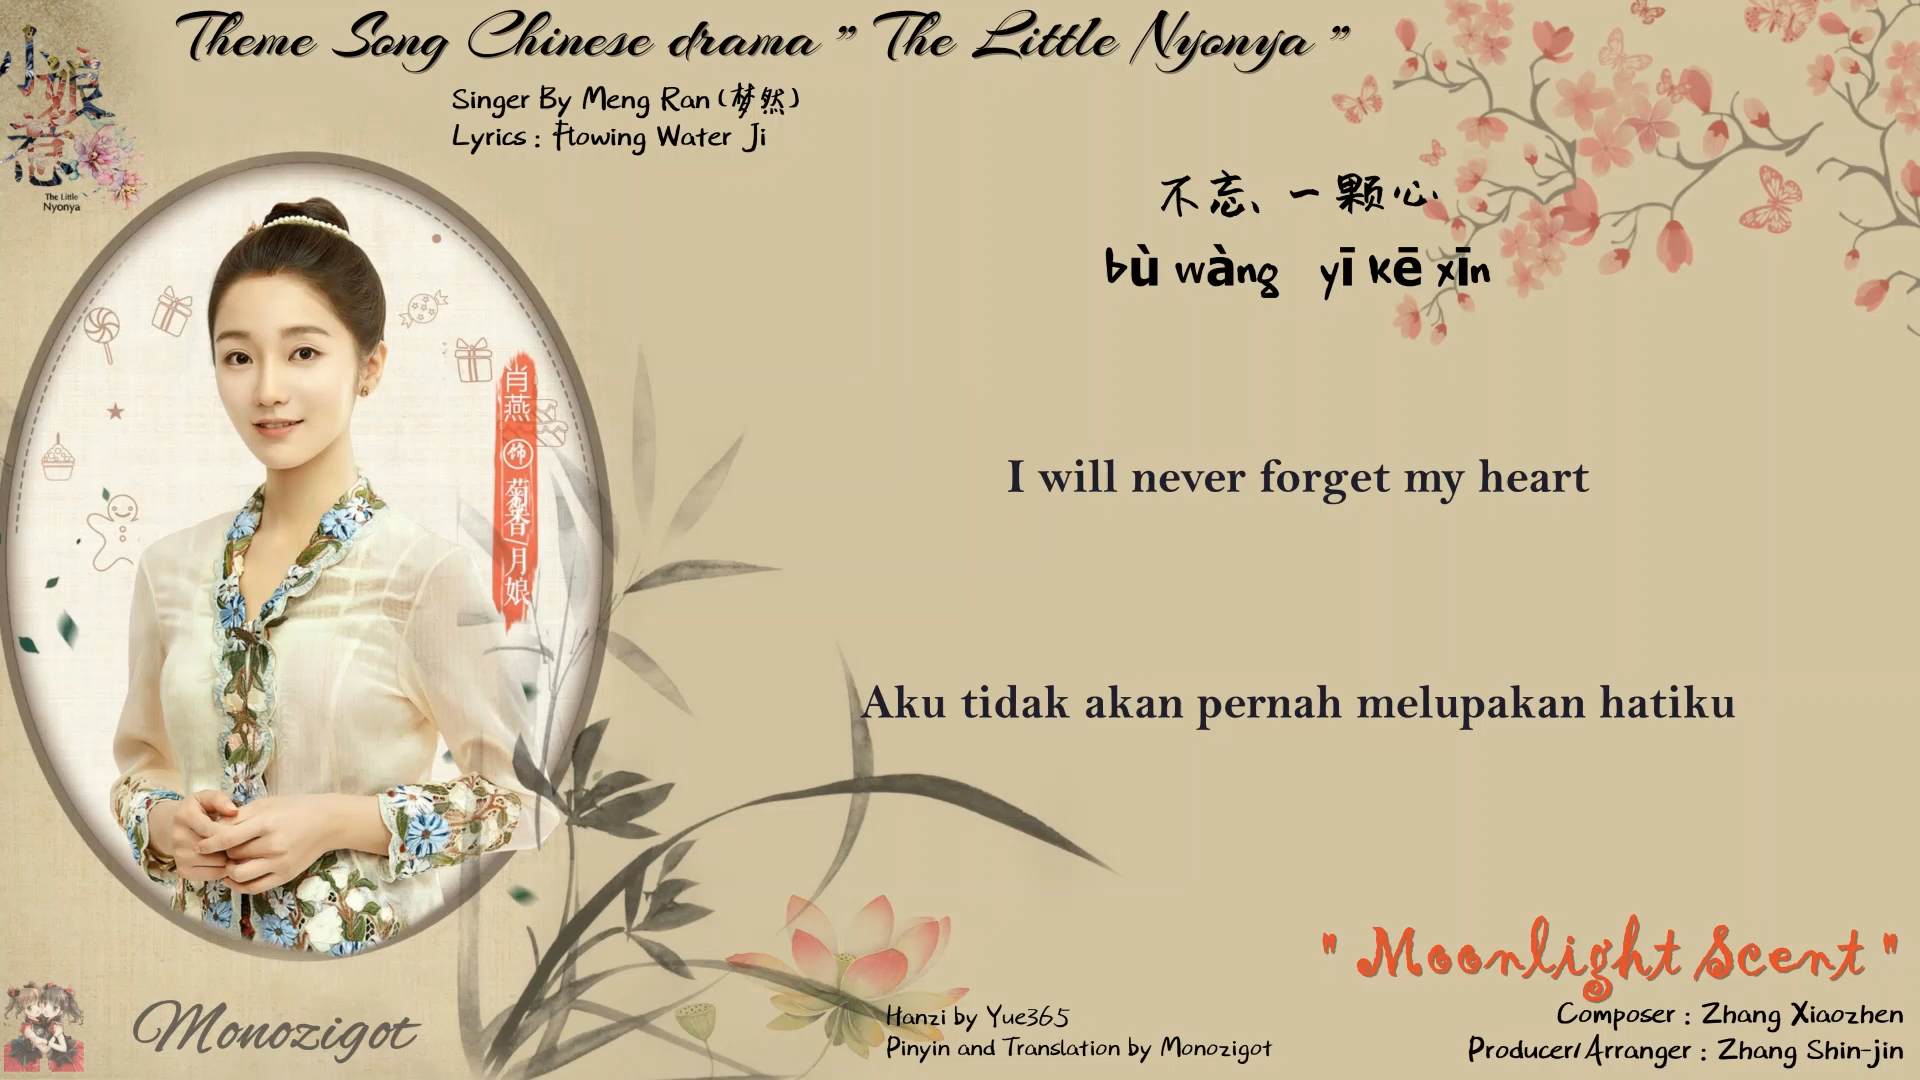 Theme Song Chinese drama " The Little Nyonya "
小娘惹
The Little
Nyonya
Singer By Meng Ran (梦然)
Lyrics : Flowing Water Ji
不忘 一颗心
bù wàng yī kē xīn
肖燕 饰 菊香/月娘
I will never forget my heart
Aku tidak akan pernah melupakan hatiku
" Moonlight Scent "
Composer : Zhang Xiaozhen
Producer/Arranger : Zhang Shin-jin
Hanzi by Yue365
Pinyin and Translation by Monozigot
Monozigot